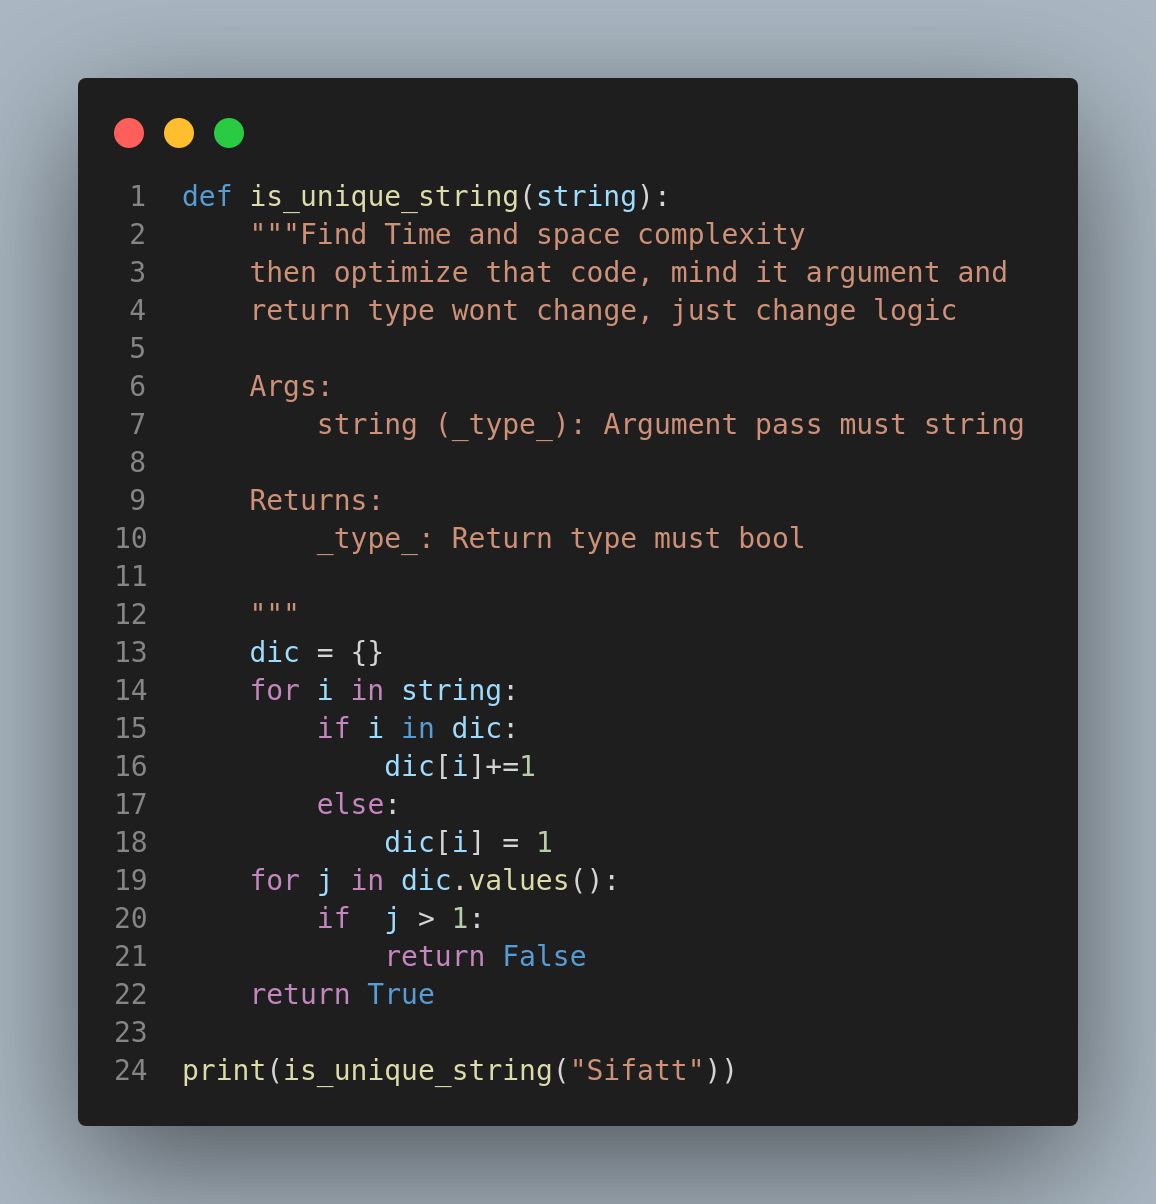 1 def is_unique_string(string):
2     """Find Time and space complexity
3     then optimize that code, mind it argument and
4     return type wont change, just change logic
5
6     Args:
7         string (_type_): Argument pass must string
8
9     Returns:
10         _type_: Return type must bool
11
12     """
13     dic = {}
14     for i in string:
15         if i in dic:
16             dic[i]+=1
17         else:
18             dic[i] = 1
19     for j in dic.values():
20         if  j > 1:
21             return False
22     return True
23
24 print(is_unique_string("Sifatt"))